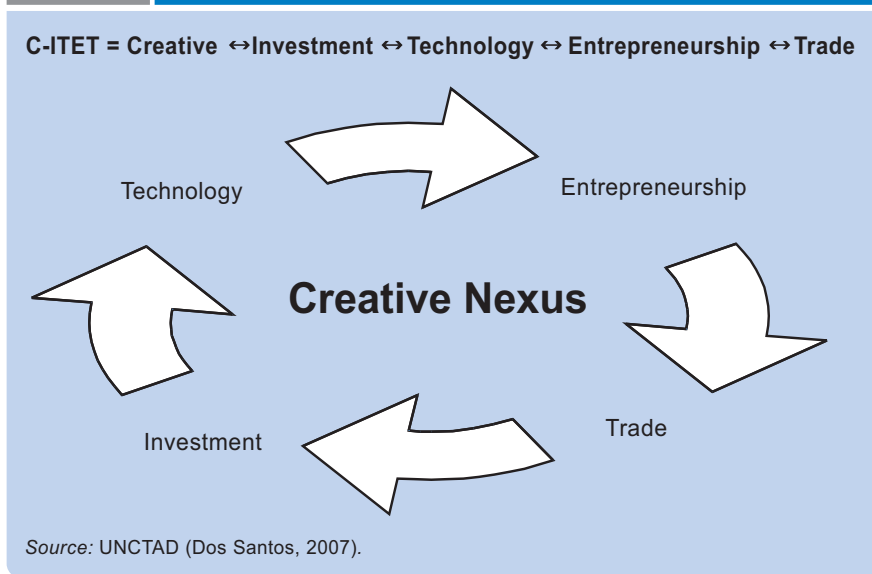 C-ITET = Creative ↔Investment ↔ Technology ↔ Entrepreneurship ↔ Trade
Technology
Entrepreneurship
Creative Nexus
Investment
Trade
Source: UNCTAD (Dos Santos, 2007).